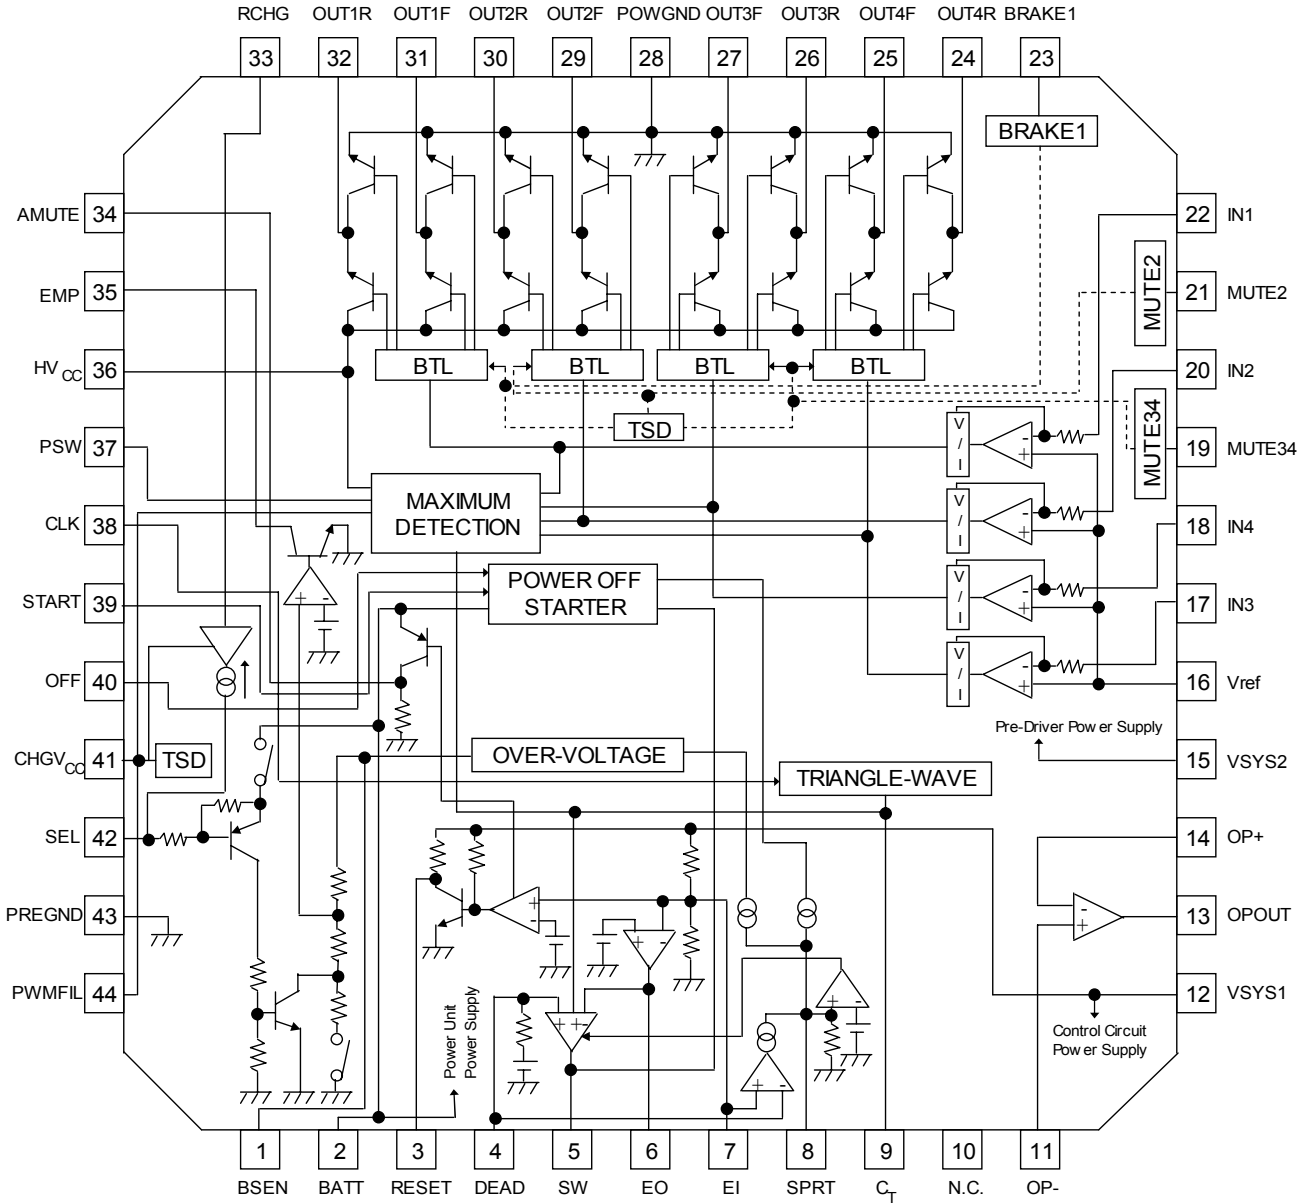 RCHG OUT1R OUT1F OUT2R OUT2F POWGND OUT3F OUT3R OUT4F OUT4R BRAKE1
33 32 31 30 29 28 27 26 25 24 23
BRAKE1
AMUTE 34
22 IN1
EMP 35
MUTE2
21 MUTE2
HVCC 36
BTL BTL BTL BTL
20 IN2
TSD
V/I - +
PSW 37
MUTE34
19 MUTE34
MAXIMUM
DETECTION
V/I - +
CLK 38
18 IN4
+ -
POWER OFF
STARTER
V/I - +
START 39
17 IN3
V/I - +
OFF 40
16 Vref
Pre-Driver Power Supply
CHGVCC 41 TSD
OVER-VOLTAGE
15 VSYS2
TRIANGLE-WAVE
SEL 42
14 OP+
PREGND 43
+ -
+ -
- +
13 OPOUT
PWMFIL 44
+ -
12 VSYS1
+ + -
Power Unit
Power Supply
Control Circuit
Power Supply
+ -
1 2 3 4 5 6 7 8 9 10 11
BSEN BATT RESET DEAD SW EO EI SPRT CT N.C. OP-